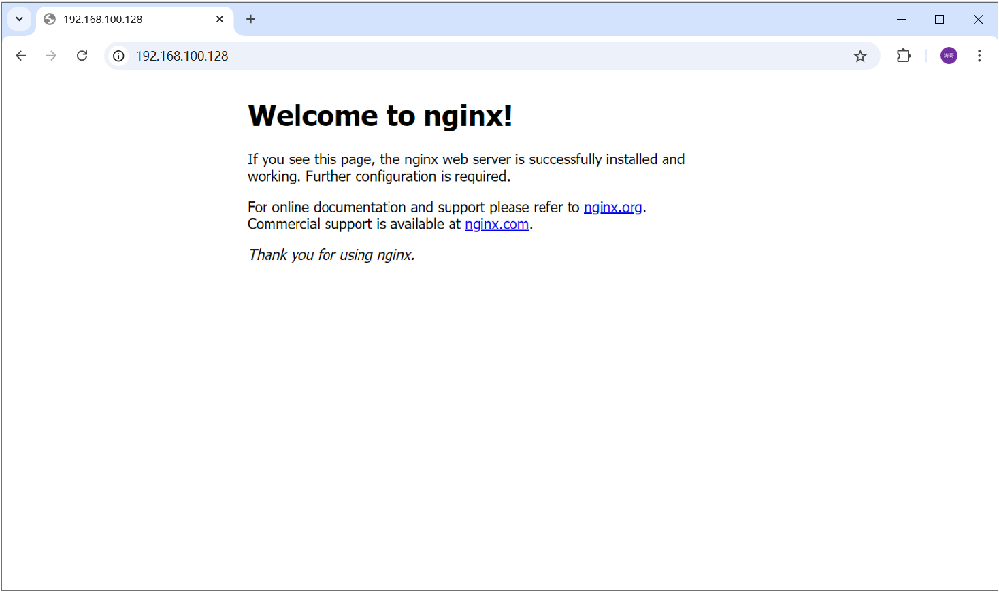 192.168.100.128
192.168.100.128
涛哥
Welcome to nginx!
If you see this page, the nginx web server is successfully installed and
working. Further configuration is required.
For online documentation and support please refer to nginx.org.
Commercial support is available at nginx.com.
Thank you for using nginx.